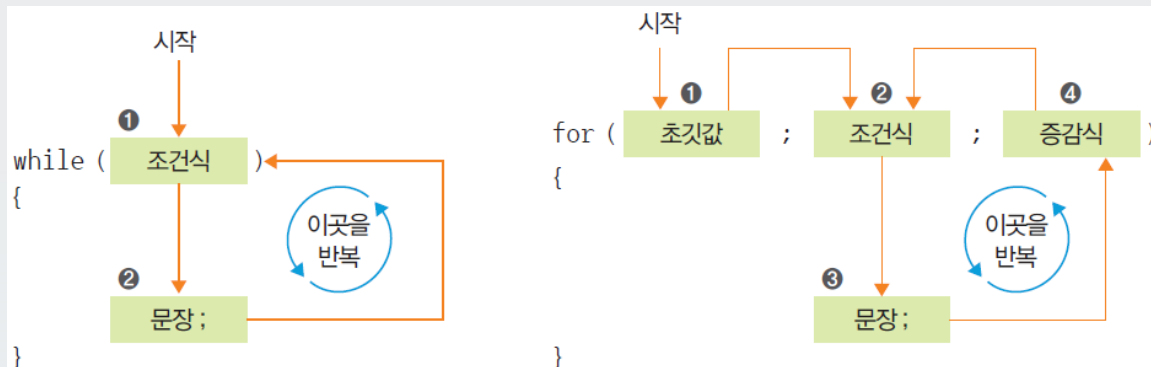 시작
❶
while ( 조건식 )
{
이곳을
반복
❷
문장 ;
}
시작
❶ ❷ ❹
for ( 초깃값 ; 조건식 ; 증감식 )
{
이곳을
반복
❸
문장 ;
}